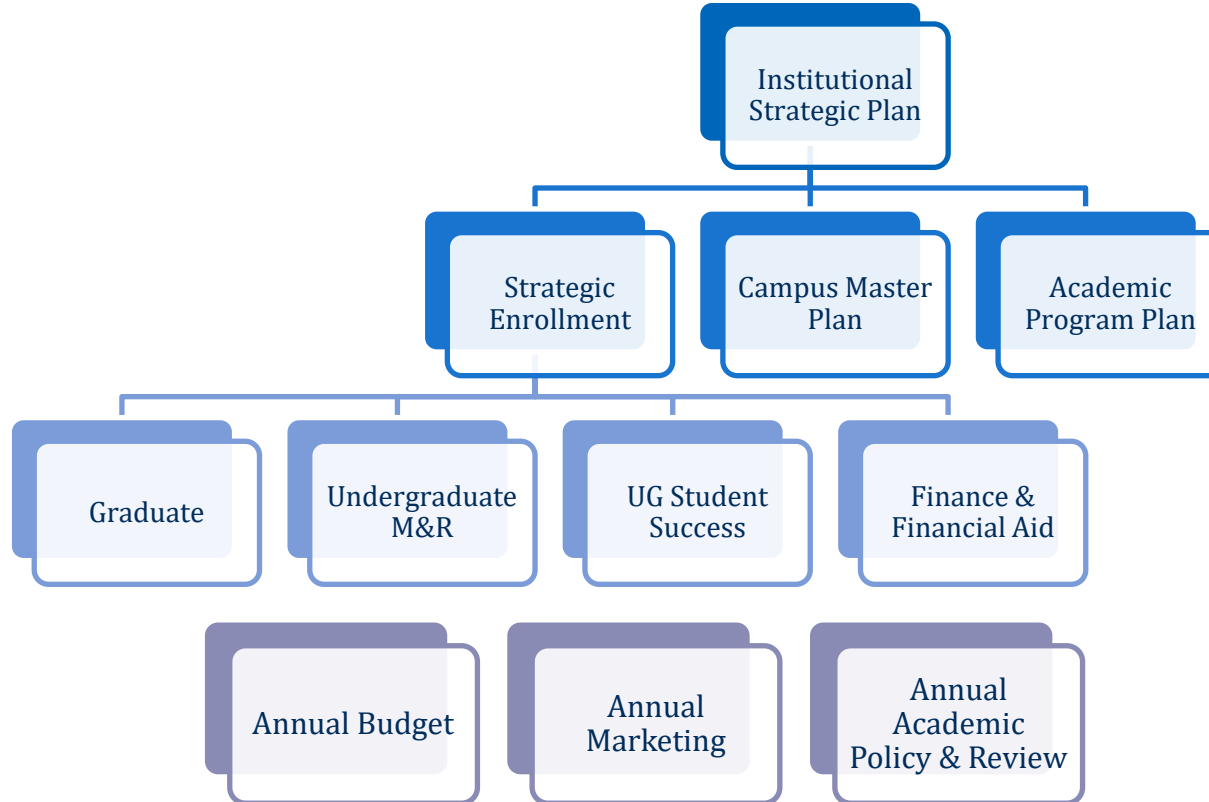 Institutional
Strategic Plan
Strategic
Enrollment
Campus Master
Plan
Academic
Program Plan
Graduate
Undergraduate
M&R
UG Student
Success
Finance &
Financial Aid
Annual Budget
Annual
Marketing
Annual
Academic
Policy & Review